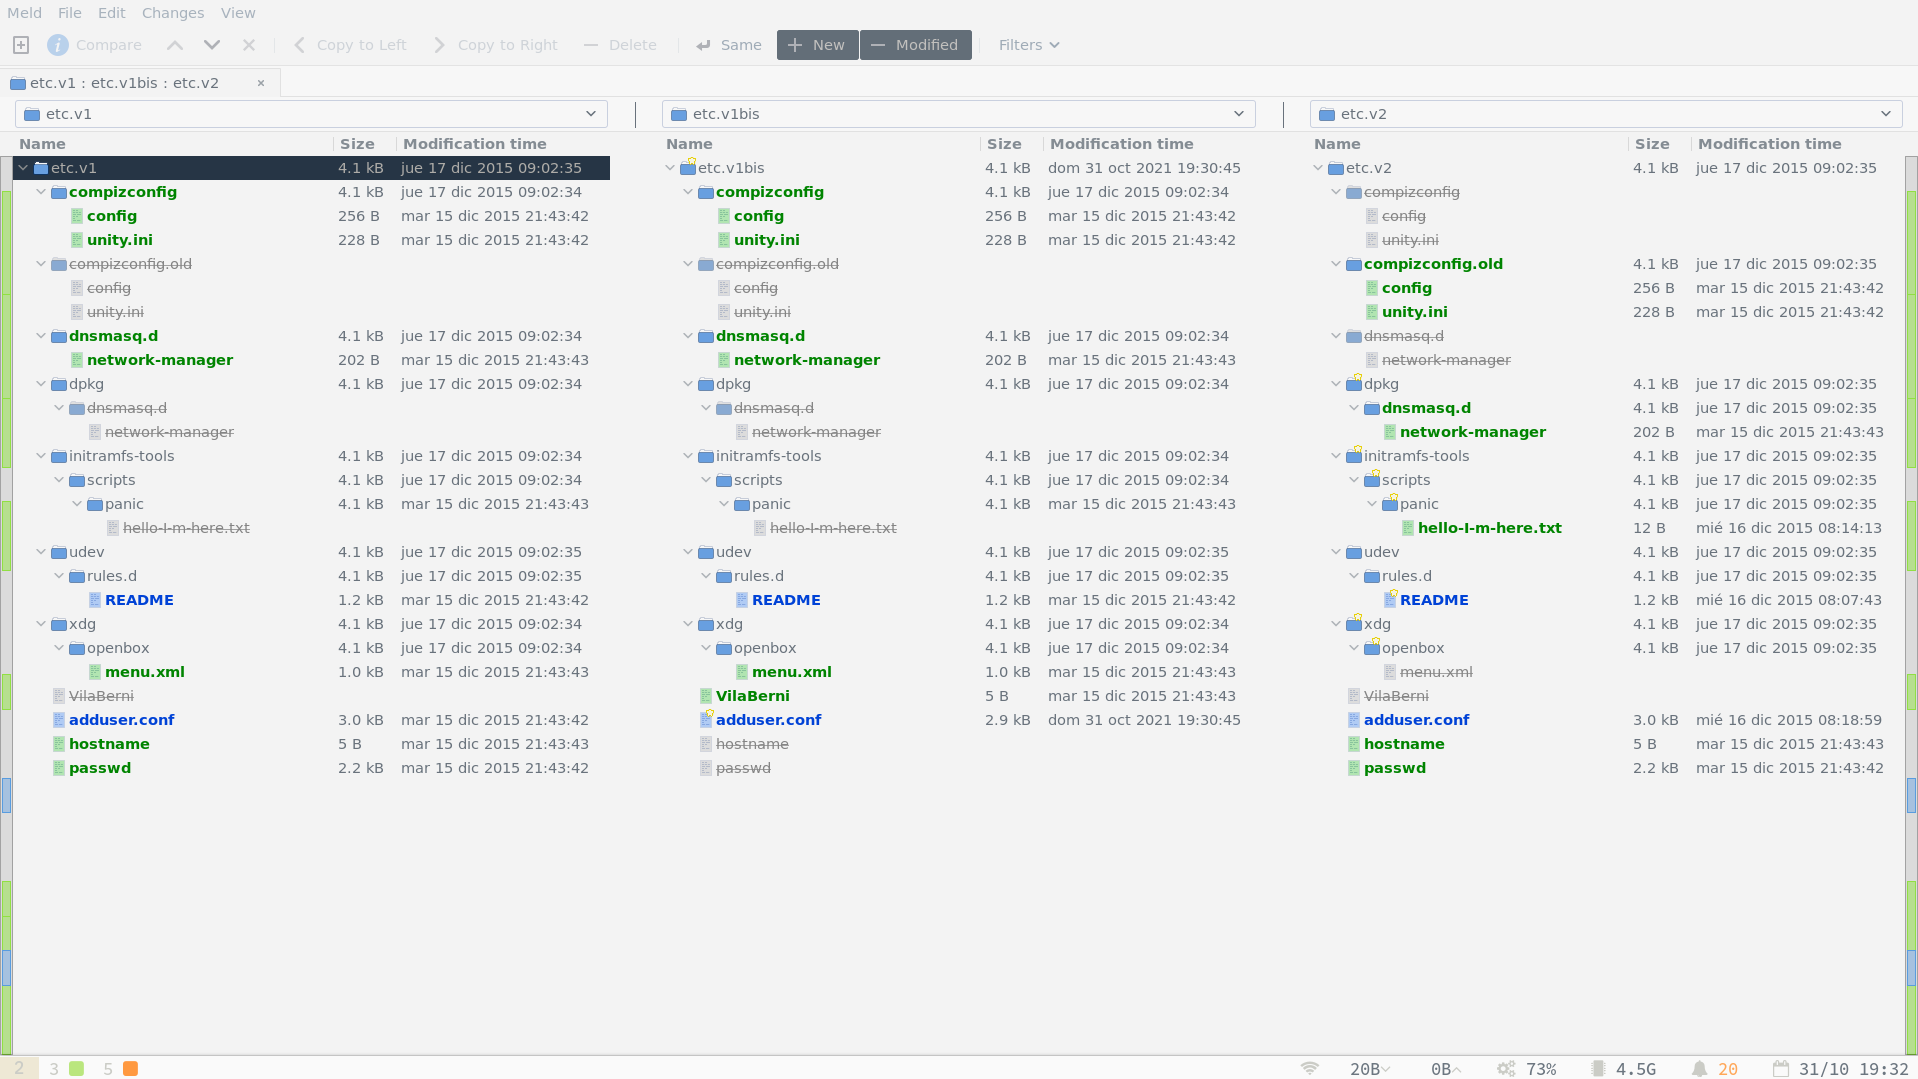 Meld File Edit Changes View
Compare Copy to Left Copy to Right Delete Same New Modified Filters
etc.v1 : etc.v1bis : etc.v2 ×
etc.v1 etc.v1bis etc.v2
Name Size Modification time Name Size Modification time Name Size Modification time
etc.v1 4.1 kB jue 17 dic 2015 09:02:35 etc.v1bis 4.1 kB dom 31 oct 2021 19:30:45 etc.v2 4.1 kB jue 17 dic 2015 09:02:35
compizconfig 4.1 kB jue 17 dic 2015 09:02:34 compizconfig 4.1 kB jue 17 dic 2015 09:02:34 compizconfig
config 256 B mar 15 dic 2015 21:43:42 config 256 B mar 15 dic 2015 21:43:42 config
unity.ini 228 B mar 15 dic 2015 21:43:42 unity.ini 228 B mar 15 dic 2015 21:43:42 unity.ini
compizconfig.old compizconfig.old compizconfig.old 4.1 kB jue 17 dic 2015 09:02:35
config config config 256 B mar 15 dic 2015 21:43:42
unity.ini unity.ini unity.ini 228 B mar 15 dic 2015 21:43:42
dnsmasq.d 4.1 kB jue 17 dic 2015 09:02:34 dnsmasq.d 4.1 kB jue 17 dic 2015 09:02:34 dnsmasq.d
network-manager 202 B mar 15 dic 2015 21:43:43 network-manager 202 B mar 15 dic 2015 21:43:43 network-manager
dpkg 4.1 kB jue 17 dic 2015 09:02:34 dpkg 4.1 kB jue 17 dic 2015 09:02:34 dpkg 4.1 kB jue 17 dic 2015 09:02:35
dnsmasq.d dnsmasq.d dnsmasq.d 4.1 kB jue 17 dic 2015 09:02:35
network-manager network-manager network-manager 202 B mar 15 dic 2015 21:43:43
initramfs-tools 4.1 kB jue 17 dic 2015 09:02:34 initramfs-tools 4.1 kB jue 17 dic 2015 09:02:34 initramfs-tools 4.1 kB jue 17 dic 2015 09:02:35
scripts 4.1 kB jue 17 dic 2015 09:02:34 scripts 4.1 kB jue 17 dic 2015 09:02:34 scripts 4.1 kB jue 17 dic 2015 09:02:35
panic 4.1 kB mar 15 dic 2015 21:43:43 panic 4.1 kB mar 15 dic 2015 21:43:43 panic 4.1 kB jue 17 dic 2015 09:02:35
hello-I-m-here.txt hello-I-m-here.txt hello-I-m-here.txt 12 B mié 16 dic 2015 08:14:13
udev 4.1 kB jue 17 dic 2015 09:02:35 udev 4.1 kB jue 17 dic 2015 09:02:35 udev 4.1 kB jue 17 dic 2015 09:02:35
rules.d 4.1 kB jue 17 dic 2015 09:02:35 rules.d 4.1 kB jue 17 dic 2015 09:02:35 rules.d 4.1 kB jue 17 dic 2015 09:02:35
README 1.2 kB mar 15 dic 2015 21:43:42 README 1.2 kB mar 15 dic 2015 21:43:42 README 1.2 kB mié 16 dic 2015 08:07:43
xdg 4.1 kB jue 17 dic 2015 09:02:34 xdg 4.1 kB jue 17 dic 2015 09:02:34 xdg 4.1 kB jue 17 dic 2015 09:02:35
openbox 4.1 kB jue 17 dic 2015 09:02:34 openbox 4.1 kB jue 17 dic 2015 09:02:34 openbox 4.1 kB jue 17 dic 2015 09:02:35
menu.xml 1.0 kB mar 15 dic 2015 21:43:43 menu.xml 1.0 kB mar 15 dic 2015 21:43:43 menu.xml
VilaBerni VilaBerni 5 B mar 15 dic 2015 21:43:43 VilaBerni
adduser.conf 3.0 kB mar 15 dic 2015 21:43:42 adduser.conf 2.9 kB dom 31 oct 2021 19:30:45 adduser.conf 3.0 kB mié 16 dic 2015 08:18:59
hostname 5 B mar 15 dic 2015 21:43:43 hostname hostname 5 B mar 15 dic 2015 21:43:43
passwd 2.2 kB mar 15 dic 2015 21:43:42 passwd passwd 2.2 kB mar 15 dic 2015 21:43:42
2 3 5 20B 0B 73% 4.5G 20 31/10 19:32